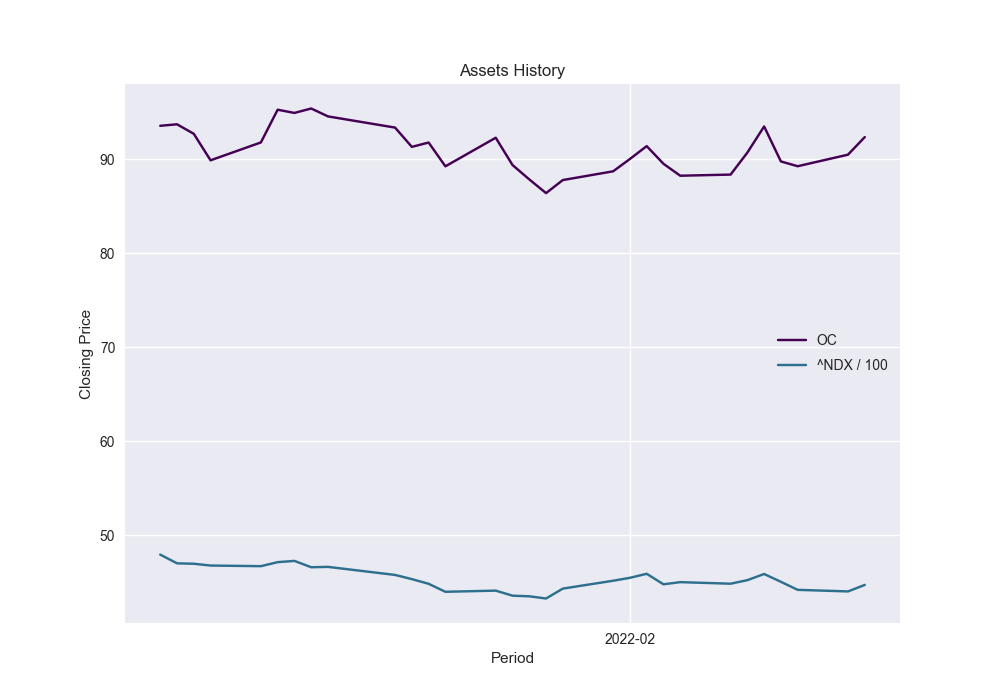 Assets History
Closing Price
90
80
70
60
50
OC
^NDX / 100
2022-02
Period